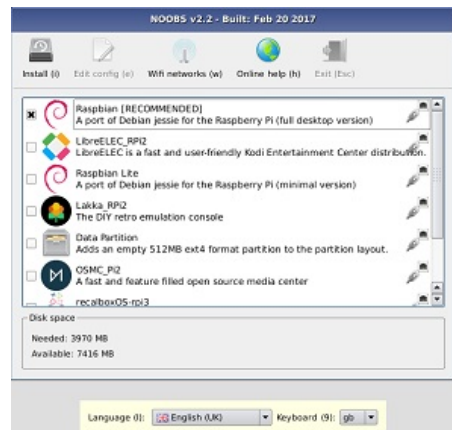 NOOBS v2.2 - Built: Feb 20 2017
Install (i) Edit config (e) Wifi networks (w) Online help (h) Exit (Esc)
Raspbian [RECOMMENDED]
A port of Debian jessie for the Raspberry Pi (full desktop version)
LibreELEC_RPi2
LibreELEC is a fast and user-friendly Kodi Entertainment Center distribution.
Raspbian Lite
A port of Debian jessie for the Raspberry Pi (minimal version)
Lakka_RPi2
The DIY retro emulation console
Data Partition
Adds an empty 512MB ext4 format partition to the partition layout.
OSMC_Pi2
A fast and feature filled open source media center
recalboxOS-rpi3
Disk space
Needed: 3970 MB
Available: 7416 MB
Language (l): English (UK) Keyboard (9): gb